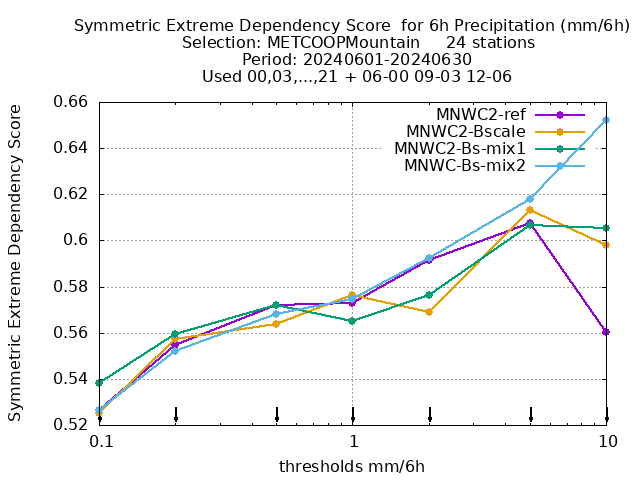 Symmetric Extreme Dependency Score  for 6h Precipitation (mm/6h)
Selection: METCOOPMountain     24 stations
Period: 20240601-20240630
Used 00,03,...,21 + 06-00 09-03 12-06
MNWC2-ref
MNWC2-Bscale
MNWC2-Bs-mix1
MNWC-Bs-mix2
Symmetric Extreme Dependency Score
0.66
0.64
0.62
0.6
0.58
0.56
0.54
0.52
0.1
1
10
thresholds mm/6h